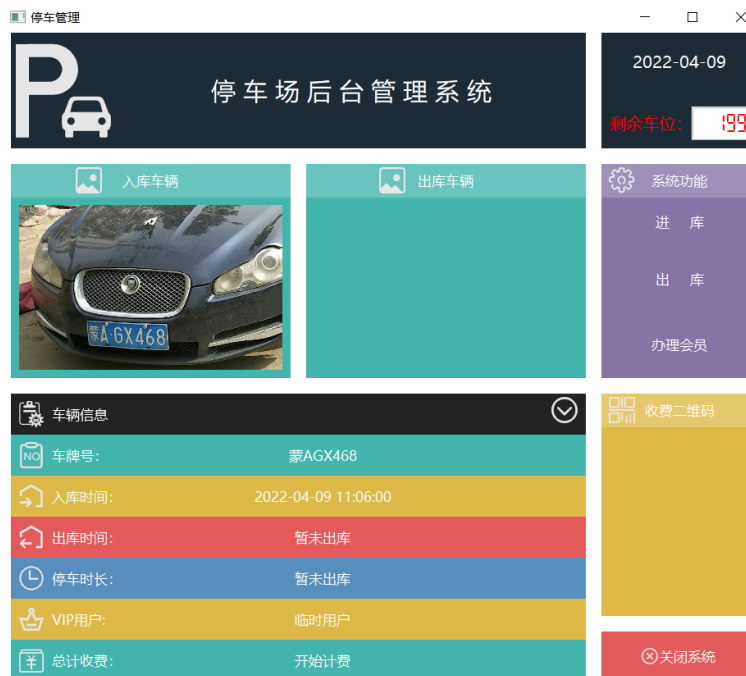 停车管理
P
停车场后台管理系统
2022-04-09
剩余车位：
199
入库车辆
出库车辆
系统功能
蒙A·GX468
进 库
出 库
办理会员
车辆信息
收费二维码
NO 车牌号： 蒙AGX468
入库时间： 2022-04-09 11:06:00
出库时间： 暂未出库
停车时长： 暂未出库
VIP用户: 临时用户
¥ 总计收费： 开始计费
关闭系统